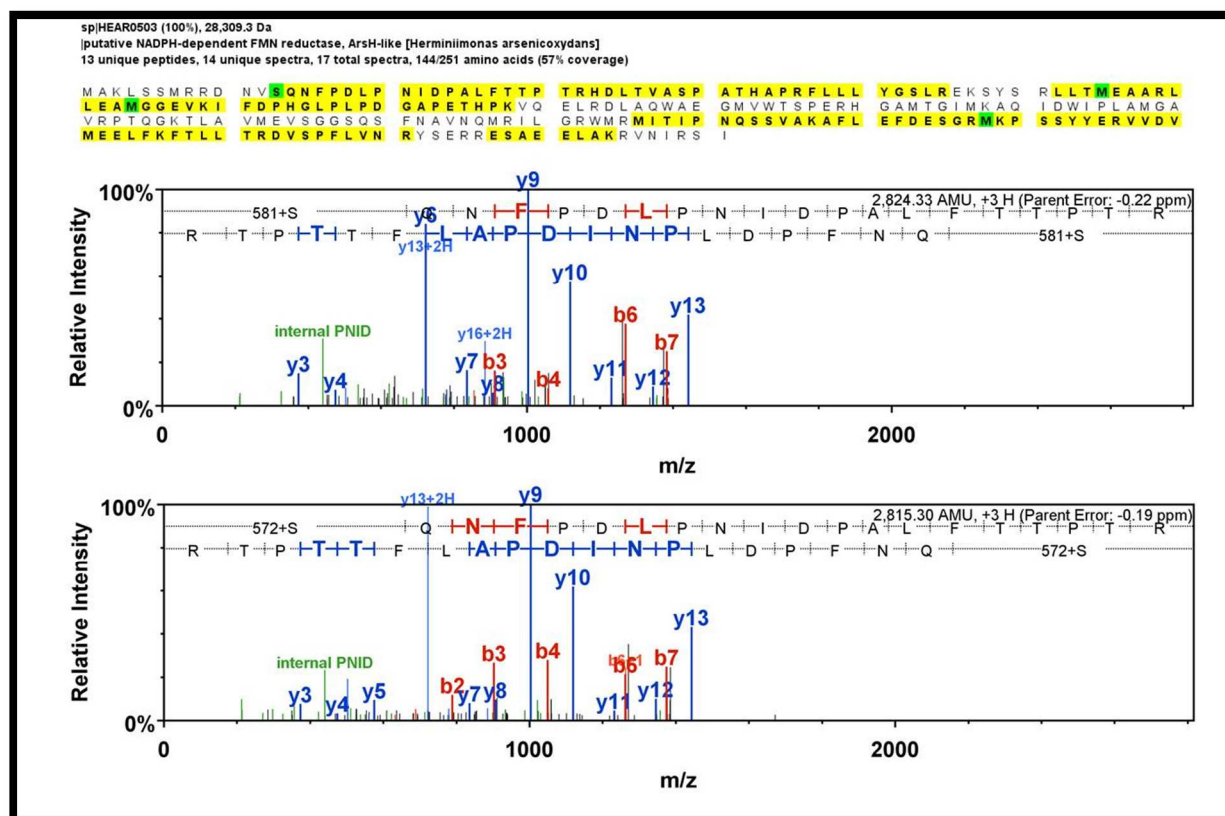 sp|HEAR0503 (100%), 28,309.3 Da
|putative NADPH-dependent FMN reductase, ArsH-like [Herminiimonas arsenicoxydans]
13 unique peptides, 14 unique spectra, 17 total spectra, 144/251 amino acids (57% coverage)
MAKLSSMRRD NVSQNFPDLP NIDPALFTTP TRHDLTVASP ATHAPRFLLL YGSLREKSYS RLLTMEAARL
LEAMGGEVKI FDPHGLPLPD GAPETHPKVQ ELRDLAQWAE GMVWTSPERH GAMTGIMKAQ IDWIPLAMGA
VRPTQGKTLA VMEVSGGSQS FNAVNQMRIL GRWMRMITIP NQSSVAKAFL EFDESGRMKP SSYYERVVDV
MEELFKFTLL TRDVSPFLVN RYSERRESAE ELAKRVNIRS I
100%
y9
2,824.33 AMU, +3 H (Parent Error: -0.22 ppm)
581+S Q N F P D L P N I D P A L F T T P T R
y6
R T P T T F L A P D I N P L D P F N Q 581+S
y13+2H
y10
y13
b6
internal PNID
y16+2H
b7
y3
y7
b3
y11
y12
y4
y8
b4
Relative Intensity
0%
0
1000
2000
m/z
100%
y13+2H
y9
2,815.30 AMU, +3 H (Parent Error: -0.19 ppm)
572+S Q N F P D L P N I D P A L F T T P T R
R T P T T F L A P D I N P L D P F N Q 572+S
y10
y13
internal PNID
b3
b4
b6
b7
y3
y4
y5
b2
y7
y8
y11
y12
Relative Intensity
0%
0
1000
2000
m/z